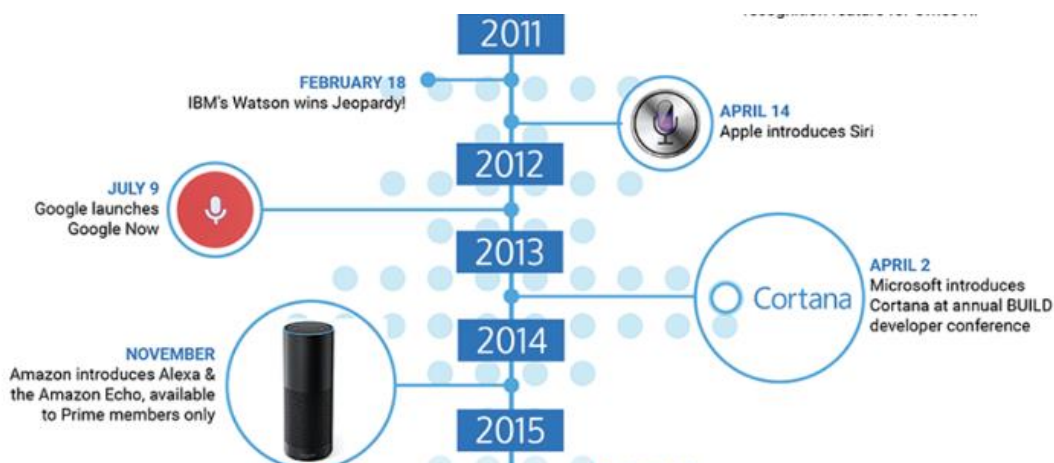 2011
FEBRUARY 18
IBM's Watson wins Jeopardy!
APRIL 14
Apple introduces Siri
2012
JULY 9
Google launches
Google Now
2013
APRIL 2
Microsoft introduces
Cortana at annual BUILD
developer conference
Cortana
2014
NOVEMBER
Amazon introduces Alexa &
the Amazon Echo, available
to Prime members only
2015